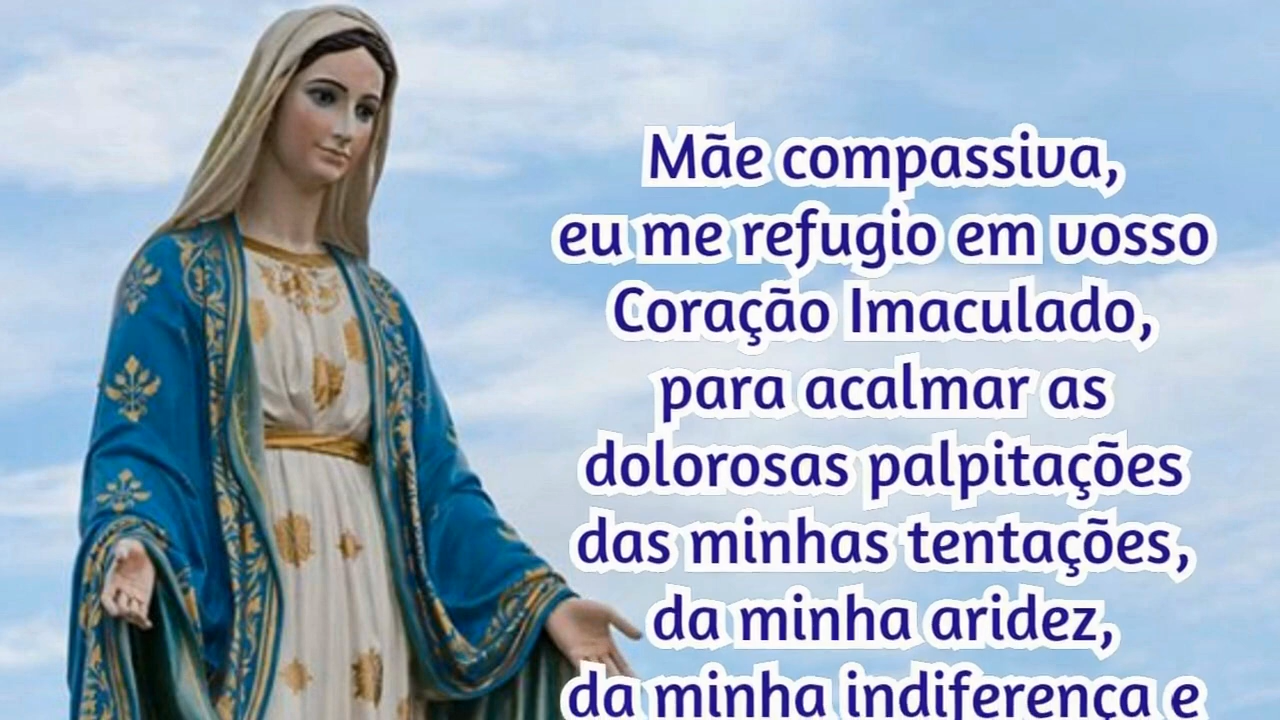 Mãe compassiva,
eu me refugio em vosso
Coração Imaculado,
para acalmar as
dolorosas palpitações
das minhas tentações,
da minha aridez,
da minha indiferença e